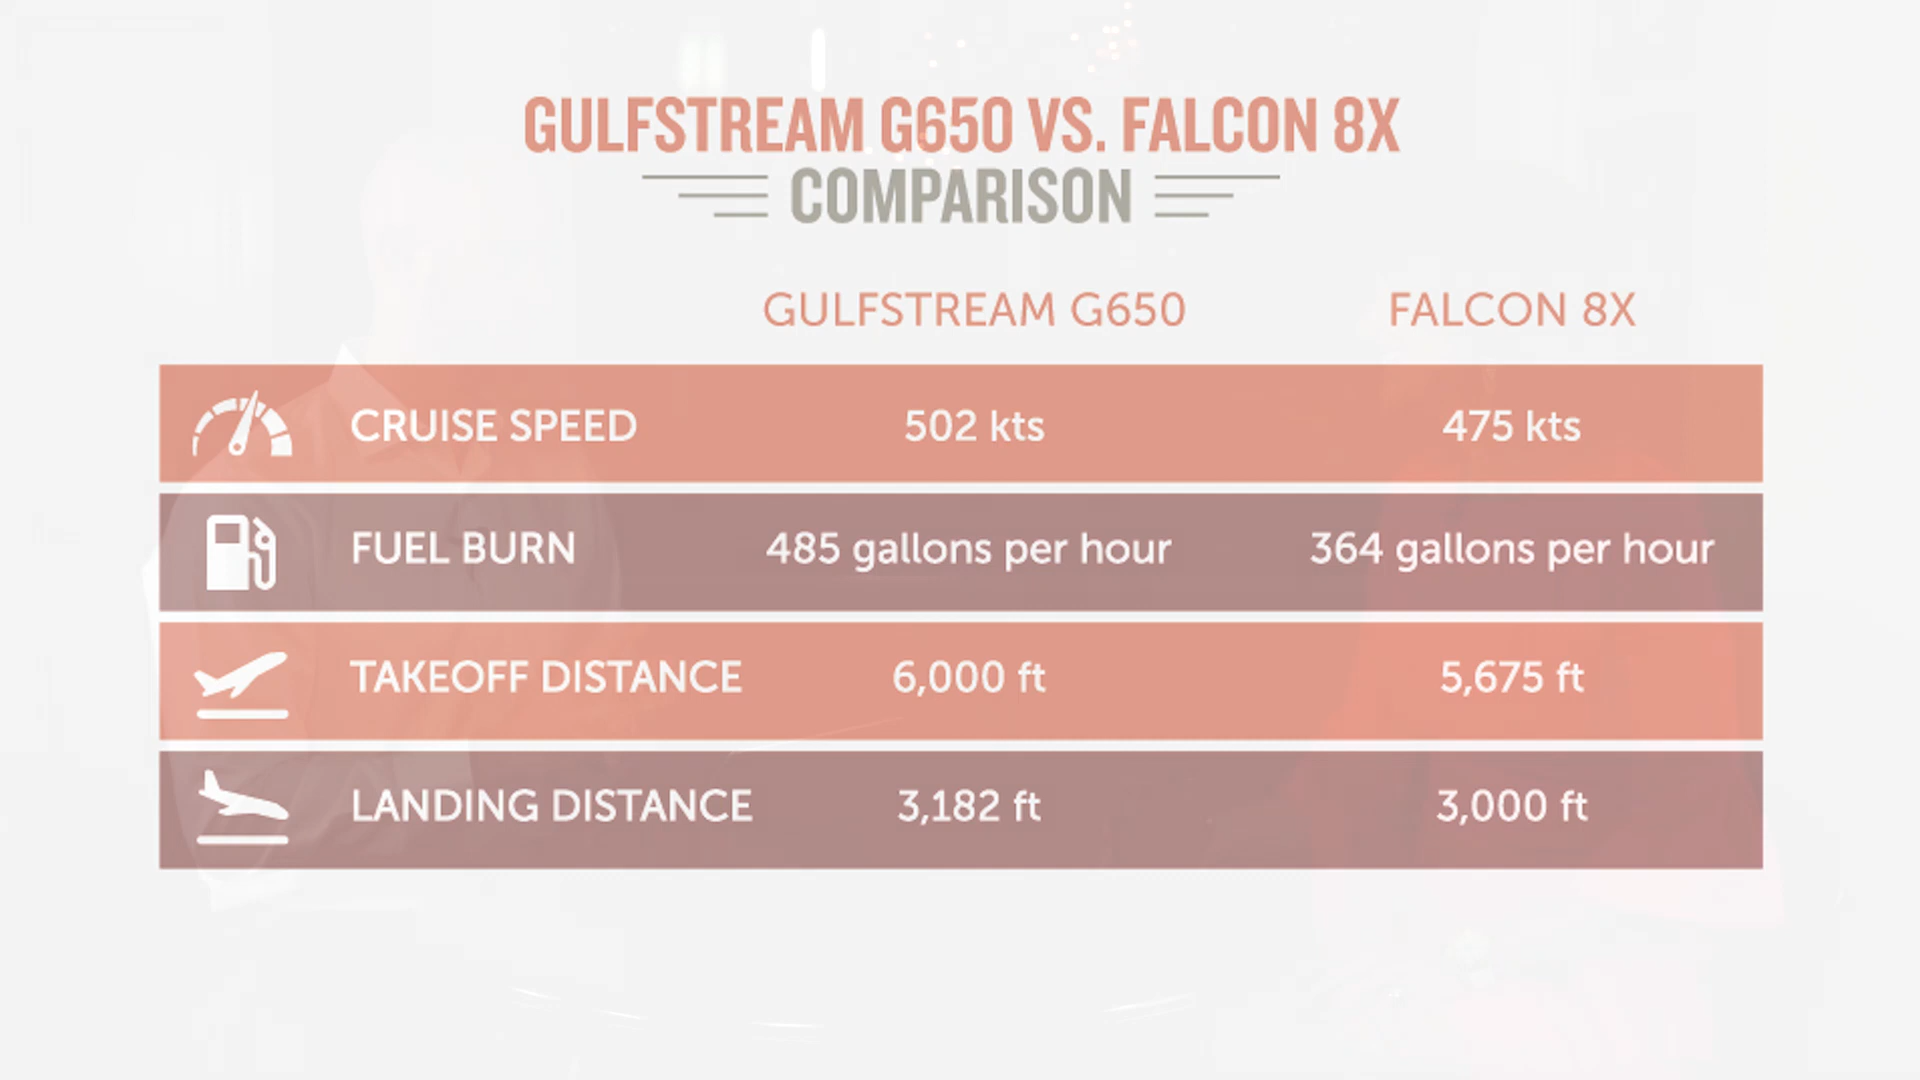 GULFSTREAM G650 VS. FALCON 8X
COMPARISON
GULFSTREAM G650 FALCON 8X
CRUISE SPEED 502 kts 475 kts
FUEL BURN 485 gallons per hour 364 gallons per hour
TAKEOFF DISTANCE 6,000 ft 5,675 ft
LANDING DISTANCE 3,182 ft 3,000 ft